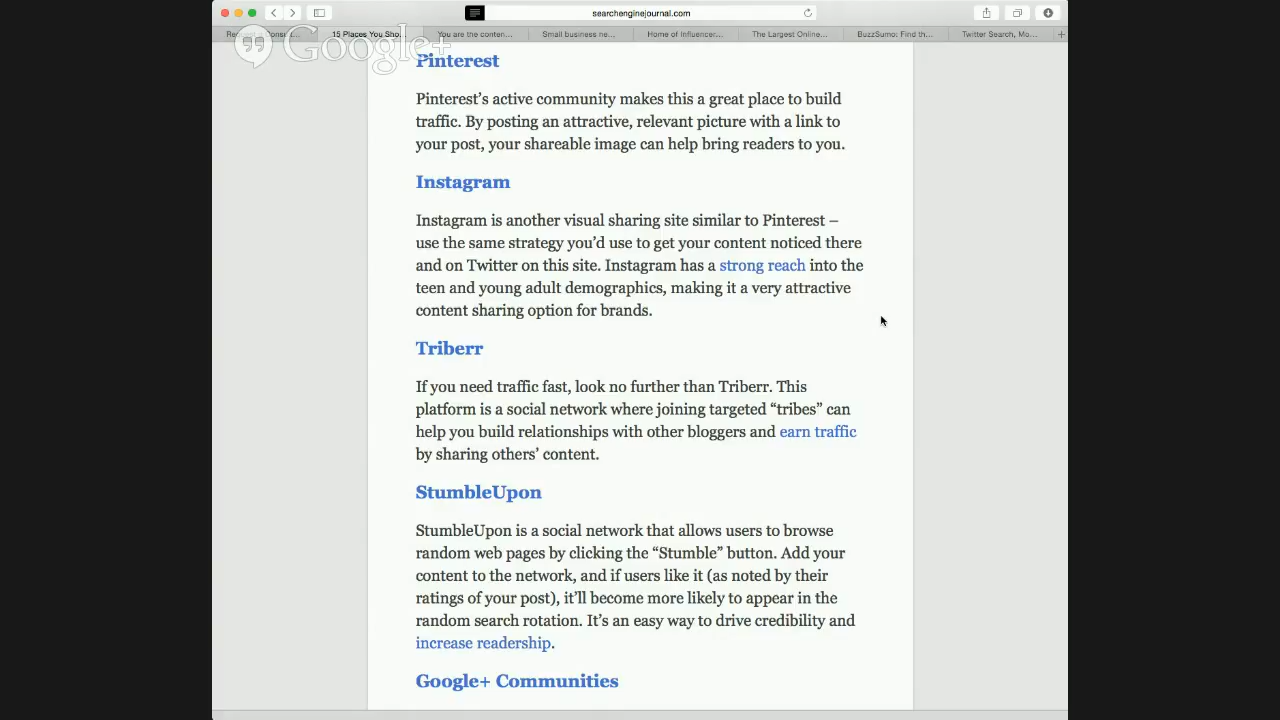 searchenginejournal.com
15 Places You Sho...
You are the conten...
Small business ne...
Home of Influencer...
The Largest Online...
BuzzSumo: Find th...
Twitter Search, Mo...
Google+
Pinterest
Pinterest’s active community makes this a great place to build
traffic. By posting an attractive, relevant picture with a link to
your post, your shareable image can help bring readers to you.
Instagram
Instagram is another visual sharing site similar to Pinterest –
use the same strategy you’d use to get your content noticed there
and on Twitter on this site. Instagram has a strong reach into the
teen and young adult demographics, making it a very attractive
content sharing option for brands.
Triberr
If you need traffic fast, look no further than Triberr. This
platform is a social network where joining targeted “tribes” can
help you build relationships with other bloggers and earn traffic
by sharing others’ content.
StumbleUpon
StumbleUpon is a social network that allows users to browse
random web pages by clicking the “Stumble” button. Add your
content to the network, and if users like it (as noted by their
ratings of your post), it’ll become more likely to appear in the
random search rotation. It’s an easy way to drive credibility and
increase readership.
Google+ Communities